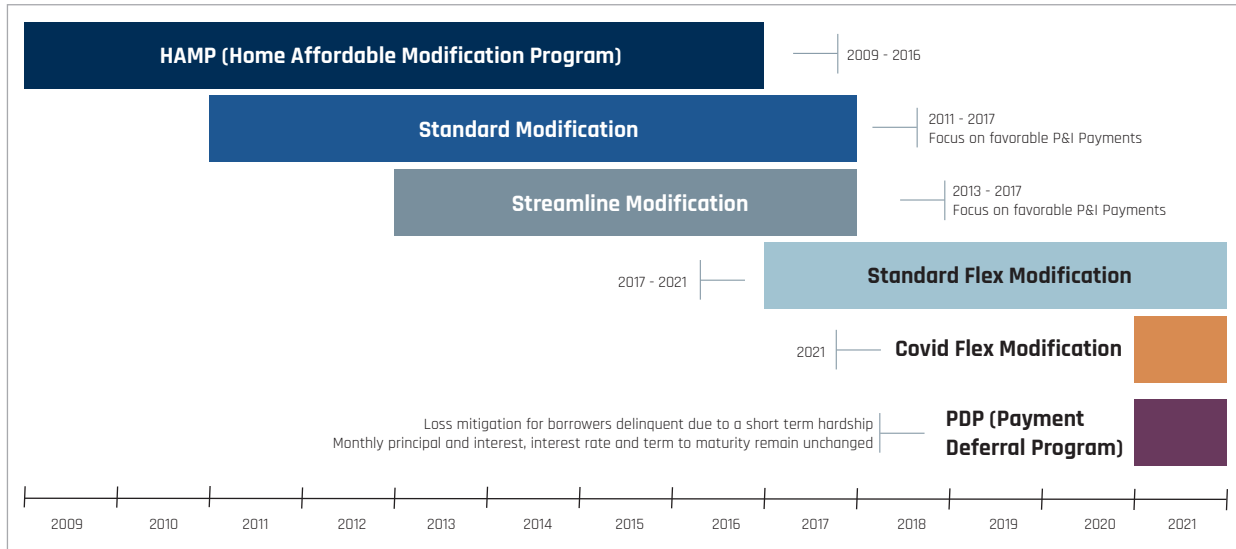 HAMP (Home Affordable Modification Program)
2009 - 2016
Standard Modification
2011 - 2017
Focus on favorable P&I Payments
Streamline Modification
2013 - 2017
Focus on favorable P&I Payments
2017 - 2021
Standard Flex Modification
2021
Covid Flex Modification
Loss mitigation for borrowers delinquent due to a short term hardship
Monthly principal and interest, interest rate and term to maturity remain unchanged
PDP (Payment
Deferral Program)
2009 2010 2011 2012 2013 2014 2015 2016 2017 2018 2019 2020 2021